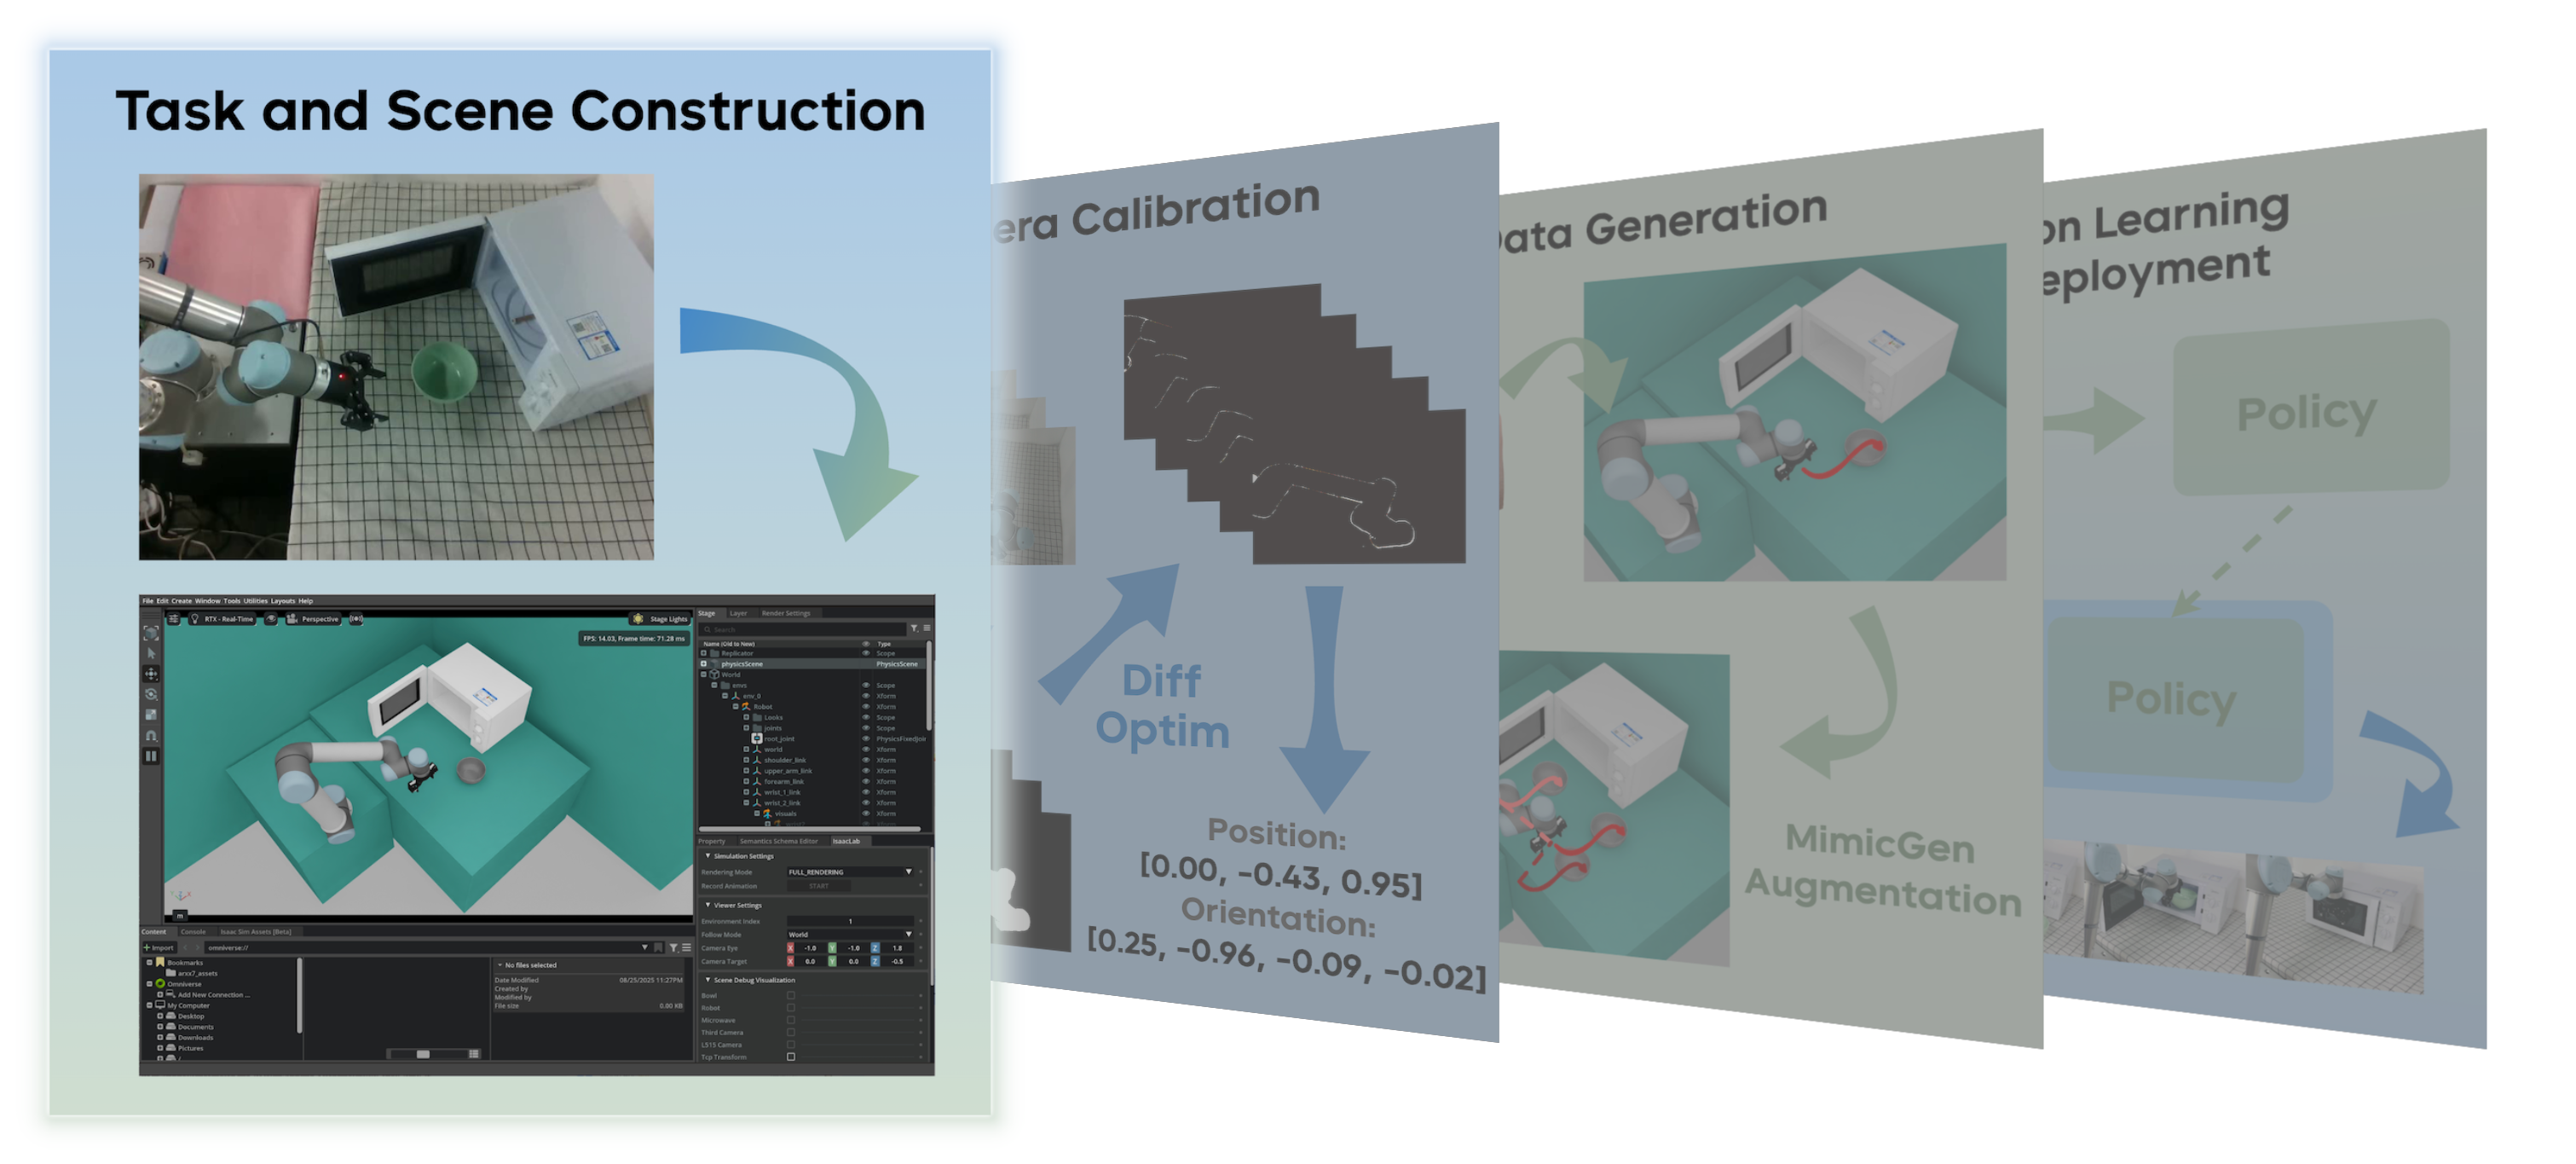 Task and Scene Construction
File Edit Create Window Tools Utilities Layouts Help
RTX - Real-Time
Perspective
Stage Lights
FPS: 14.03, Frame time: 71.28 ms
Stage Layer Render Settings
Search
Name (Old to New) Type
Replicator Scope
physicsScene PhysicsScene
World
envs Scope
env_0 Xform
Robot Xform
Looks Scope
joints Scope
root_joint PhysicsFixedJoin
world Xform
shoulder_link Xform
upper_arm_link Xform
forearm_link Xform
wrist_1_link Xform
wrist_2_link Xform
visuals Xform
m
Property Semantics Schema Editor IsaacLab
Simulation Settings
Rendering Mode FULL_RENDERING
Record Animation START
Viewer Settings
Environment Index 1
Follow Mode World
Camera Eye X -1.0 Y -1.0 Z 1.8
Camera Target X 0.0 Y 0.0 Z -0.5
Scene Debug Visualization
Bowl
Robot
Microwave
Third Camera
L515 Camera
Tcp Transform
Content Console Isaac Sim Assets [Beta]
Import omniverse://
Bookmarks
arxx7_assets
Omniverse
Add New Connection ...
My Computer
Desktop
Documents
Downloads
Pictures
/
No files selected
Date Modified 08/25/2025 11:27PM
Created by
Modified by
File size 0.00 KB
era Calibration
Diff
Optim
Position:
[0.00, -0.43, 0.95]
Orientation:
[0.25, -0.96, -0.09, -0.02]
ata Generation
MimicGen
Augmentation
on Learning
eployment
Policy
Policy